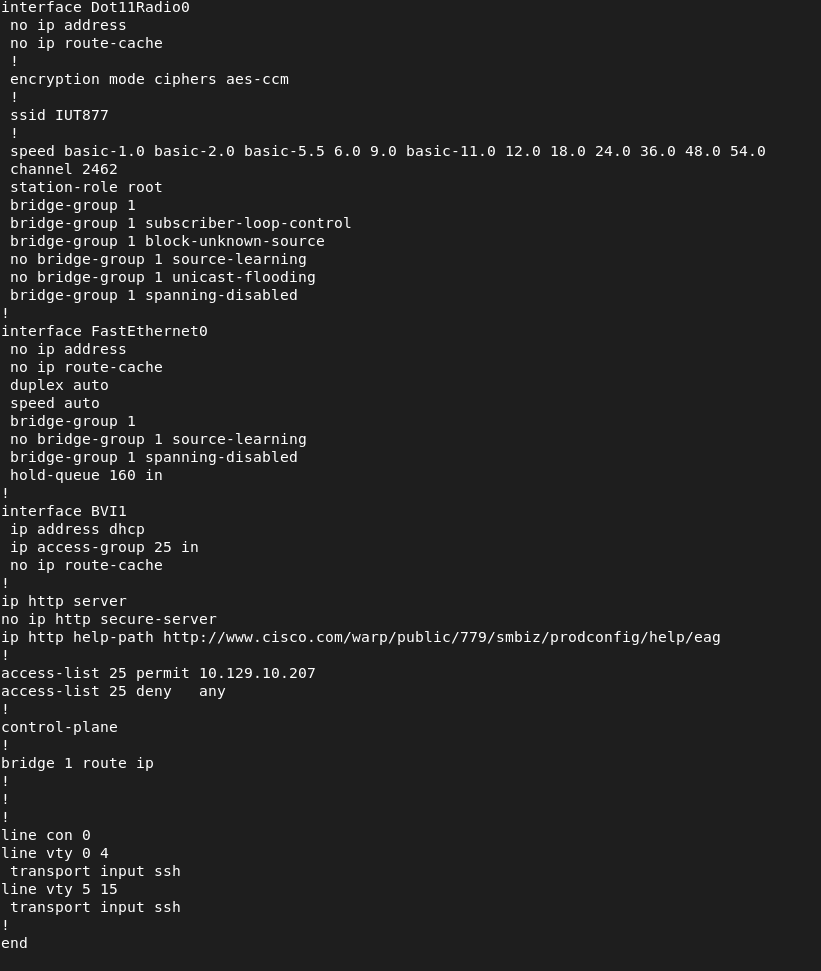 interface Dot11Radio0
 no ip address
 no ip route-cache
 !
 encryption mode ciphers aes-ccm
 !
 ssid IUT877
 !
 speed basic-1.0 basic-2.0 basic-5.5 6.0 9.0 basic-11.0 12.0 18.0 24.0 36.0 48.0 54.0
 channel 2462
 station-role root
 bridge-group 1
 bridge-group 1 subscriber-loop-control
 bridge-group 1 block-unknown-source
 no bridge-group 1 source-learning
 no bridge-group 1 unicast-flooding
 bridge-group 1 spanning-disabled
!
interface FastEthernet0
 no ip address
 no ip route-cache
 duplex auto
 speed auto
 bridge-group 1
 no bridge-group 1 source-learning
 bridge-group 1 spanning-disabled
 hold-queue 160 in
!
interface BVI1
 ip address dhcp
 ip access-group 25 in
 no ip route-cache
!
ip http server
no ip http secure-server
ip http help-path http://www.cisco.com/warp/public/779/smbiz/prodconfig/help/eag
!
access-list 25 permit 10.129.10.207
access-list 25 deny   any
!
control-plane
!
bridge 1 route ip
!
!
!
line con 0
line vty 0 4
 transport input ssh
line vty 5 15
 transport input ssh
!
end